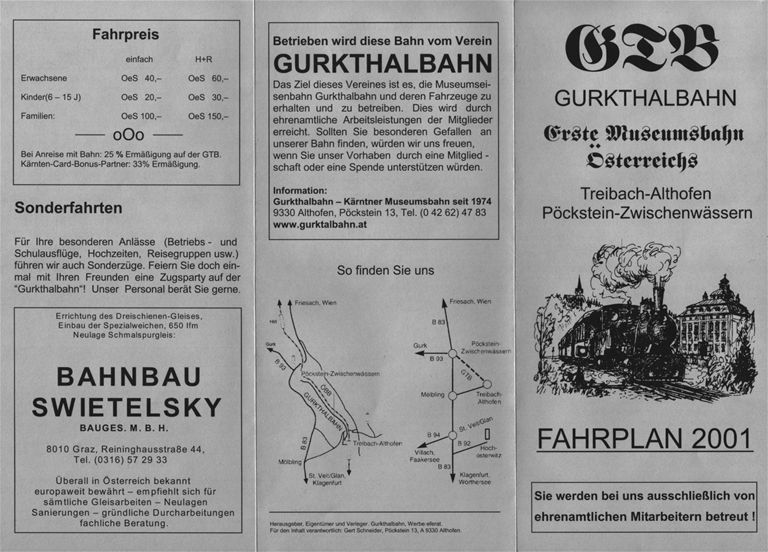 Fahrpreis
einfach H+R
Erwachsene OeS 40,– OeS 60,–
Kinder(6 – 15 J) OeS 20,– OeS 30,–
Familien: OeS 100,– OeS 150,–
oOo
Bei Anreise mit Bahn: 25 % Ermäßigung auf der GTB.
Kärnten-Card-Bonus-Partner: 33% Ermäßigung.
Sonderfahrten
Für Ihre besonderen Anlässe (Betriebs - und
Schulausflüge, Hochzeiten, Reisegruppen usw.)
führen wir auch Sonderzüge. Feiern Sie doch ein-
mal mit Ihren Freunden eine Zugsparty auf der
"Gurkthalbahn"! Unser Personal berät Sie gerne.
Errichtung des Dreischienen-Gleises,
Einbau der Spezialweichen, 650 lfm
Neulage Schmalspurgleis:
BAHNBAU
SWIETELSKY
BAUGES. M. B. H.
8010 Graz, Reininghausstraße 44,
Tel. (0316) 57 29 33
Überall in Österreich bekannt
europaweit bewährt – empfiehlt sich für
sämtliche Gleisarbeiten – Neulagen
Sanierungen – gründliche Durcharbeitungen
fachliche Beratung.
Betrieben wird diese Bahn vom Verein
GURKTHALBAHN
Das Ziel dieses Vereines ist es, die Museumsei-
senbahn Gurkthalbahn und deren Fahrzeuge zu
erhalten und zu betreiben. Dies wird durch
ehrenamtliche Arbeitsleistungen der Mitglieder
erreicht. Sollten Sie besonderen Gefallen an
unserer Bahn finden, würden wir uns freuen,
wenn Sie unser Vorhaben durch eine Mitglied -
schaft oder eine Spende unterstützen würden.
Information:
Gurkthalbahn – Kärntner Museumsbahn seit 1974
9330 Althofen, Pöckstein 13, Tel. (0 42 62) 47 83
www.gurktalbahn.at
So finden Sie uns
Friesach, Wien
Hirt
Gurk
B 93
Pöckstein-Zwischenwässern
ÖBB
GURKTHALBAHN
B 83
Treibach-Althofen
Mölbling
St. Veit/Glan,
Klagenfurt
Friesach, Wien
B 83
Gurk
B 93
Pöckstein-
Zwischenwässern
GTB
Meibling
Treibach-
Althofen
St. Veit/Glan,
B 94
B 92
Villach,
Faakersee
Hoch-
osterwitz
B 83
Klagenfurt,
Wörthersee
Herausgeber, Eigentümer und Verleger: Gurkthalbahn, Werbe:eferat.
Für den Inhalt verantwortlich: Gert Schneider, Pöckstein 13, A 9330 Althofen.
GTB
GURKTHALBAHN
Erste Museumsbahn
Österreichs
Treibach-Althofen
Pöckstein-Zwischenwässern
FAHRPLAN 2001
Sie werden bei uns ausschließlich von
ehrenamtlichen Mitarbeitern betreut !